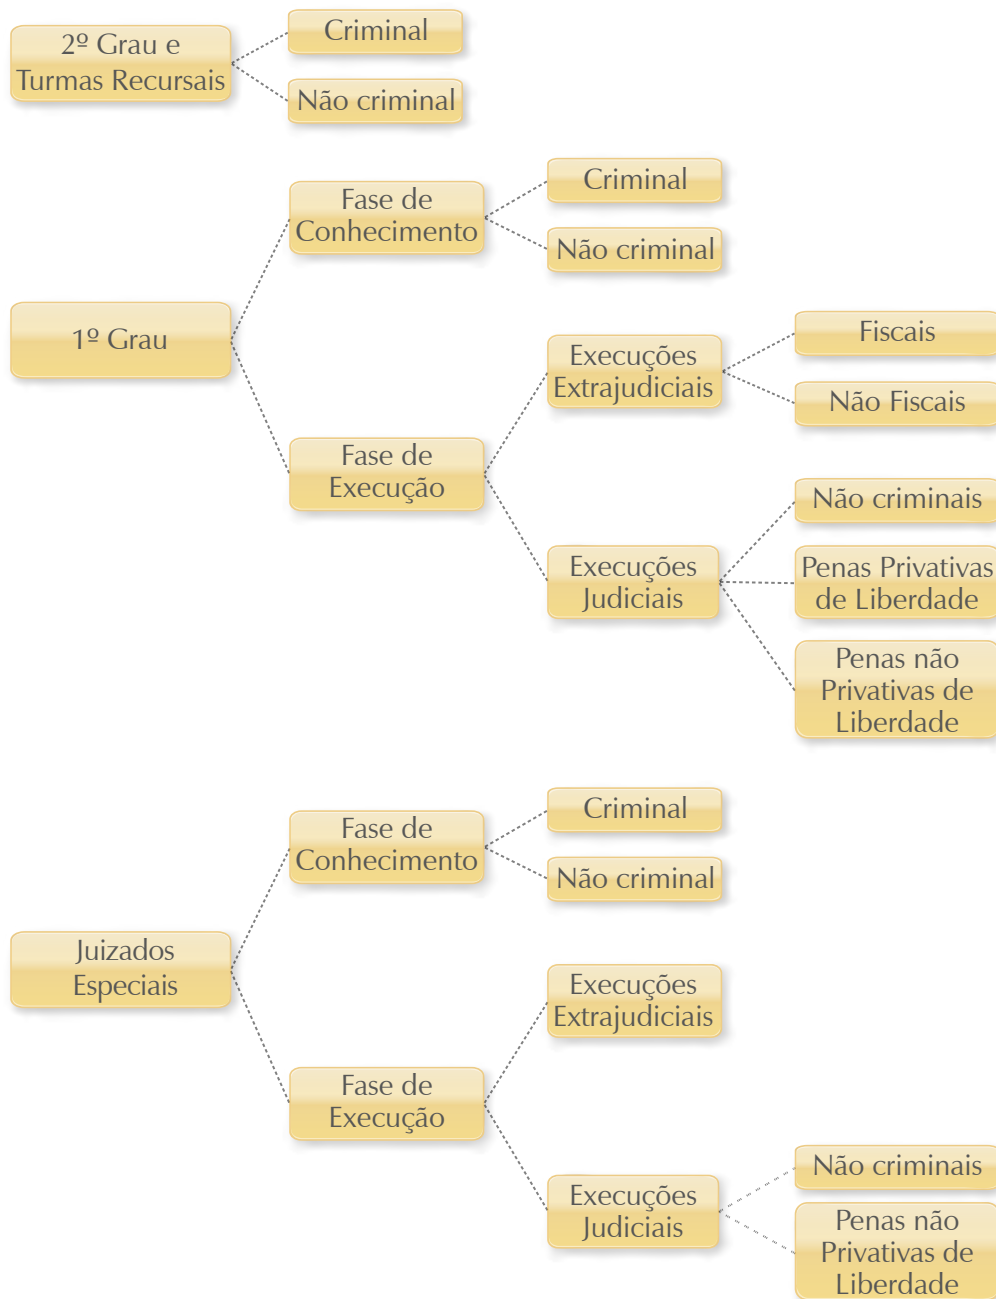 2º Grau e
Turmas Recursais
Criminal
Não criminal
1º Grau
Fase de
Conhecimento
Criminal
Não criminal
Fase de
Execução
Execuções
Extrajudiciais
Fiscais
Não Fiscais
Execuções
Judiciais
Não criminais
Penas Privativas
de Liberdade
Penas não
Privativas de
Liberdade
Juizados
Especiais
Fase de
Conhecimento
Criminal
Não criminal
Fase de
Execução
Execuções
Extrajudiciais
Execuções
Judiciais
Não criminais
Penas não
Privativas de
Liberdade